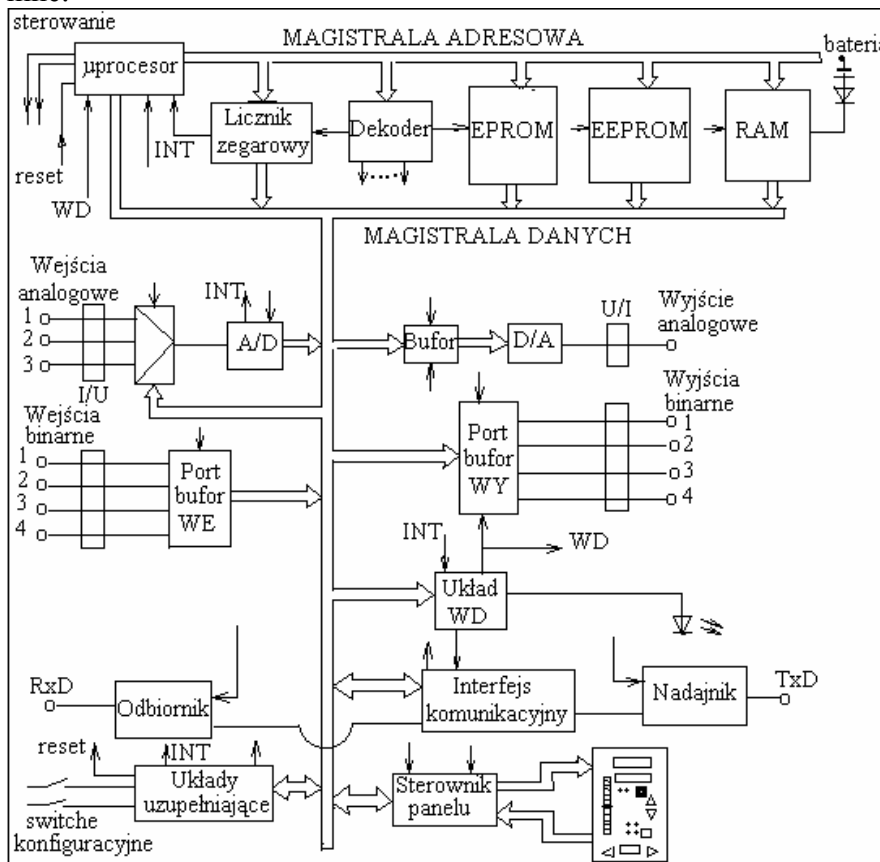 sterowanie
MAGISTRALA ADRESOWA
bateria
µprocesor
Licznik
zegarowy
Dekoder
EPROM
EEPROM
RAM
INT
reset
WD
MAGISTRALA DANYCH
Wejścia
analogowe
1
2
3
I/U
INT
A/D
Bufor
D/A
U/I
Wyjście
analogowe
Wejścia
binarne
1
2
3
4
Port
bufor
WE
Port
bufor
WY
Wyjścia
binarne
1
2
3
4
INT
WD
Układ
WD
RxD
Odbiornik
Interfejs
komunikacyjny
Nadajnik
TxD
reset
INT
Układy
uzupełniające
switche
konfiguracyjne
Sterownik
panelu